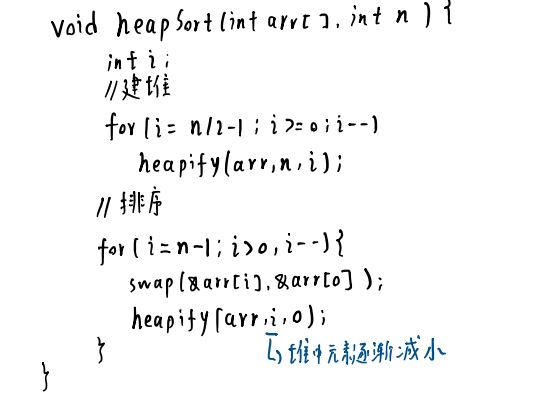 void heapSort(int arr[], int n) {
int i;
//建堆
for(i= n/2-1; i>=0;i--)
heapify(arr,n,i);
//排序
for(i=n-1; i>0, i--){
swap(&arr[i],&arr[0]);
heapify(arr,i,0);
}
↳堆中元素逐渐减小
}